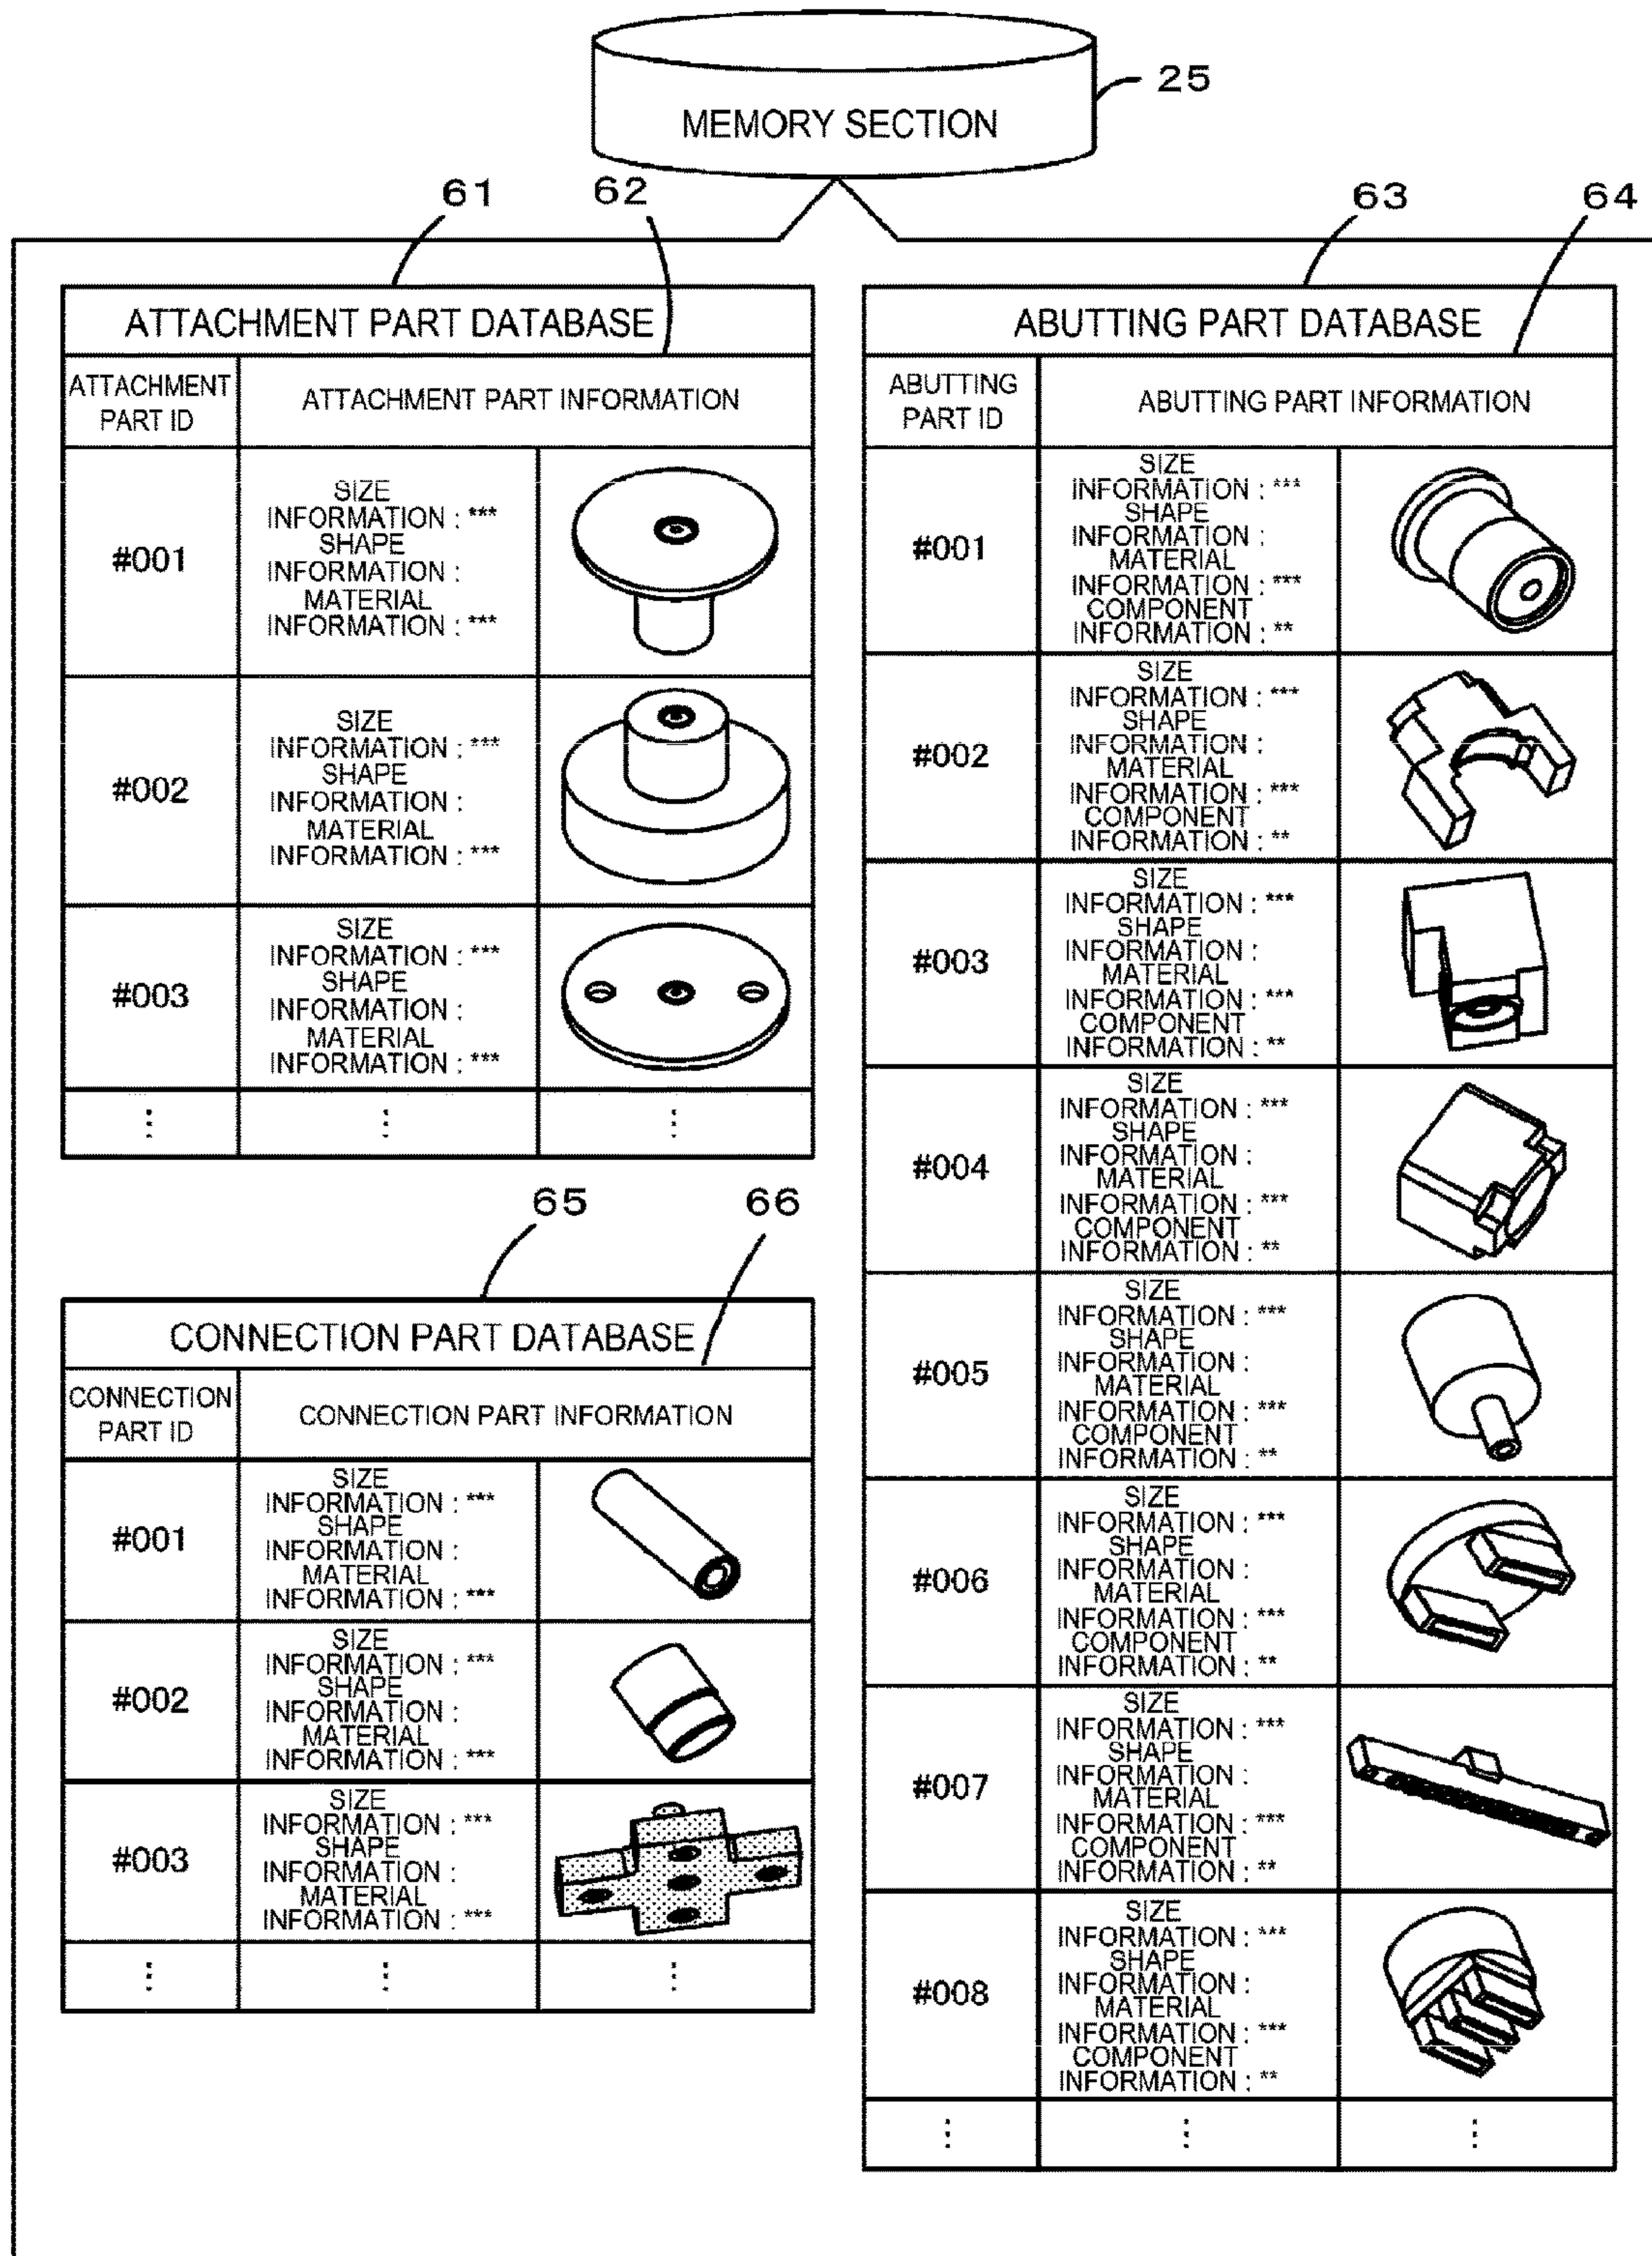 MEMORY SECTION
25
61
62
63
64
ATTACHMENT PART DATABASE
ATTACHMENT
PART ID
ATTACHMENT PART INFORMATION
#001
SIZE
INFORMATION : ***
SHAPE
INFORMATION :
MATERIAL
INFORMATION : ***
#002
SIZE
INFORMATION : ***
SHAPE
INFORMATION :
MATERIAL
INFORMATION : ***
#003
SIZE
INFORMATION : ***
SHAPE
INFORMATION :
MATERIAL
INFORMATION : ***
⋮ ⋮ ⋮
65
66
CONNECTION PART DATABASE
CONNECTION
PART ID
CONNECTION PART INFORMATION
#001
SIZE
INFORMATION : ***
SHAPE
INFORMATION :
MATERIAL
INFORMATION : ***
#002
SIZE
INFORMATION : ***
SHAPE
INFORMATION :
MATERIAL
INFORMATION : ***
#003
SIZE
INFORMATION : ***
SHAPE
INFORMATION :
MATERIAL
INFORMATION : ***
⋮ ⋮ ⋮
ABUTTING PART DATABASE
ABUTTING
PART ID
ABUTTING PART INFORMATION
#001
SIZE
INFORMATION : ***
SHAPE
INFORMATION :
MATERIAL
INFORMATION : ***
COMPONENT
INFORMATION : **
#002
SIZE
INFORMATION : ***
SHAPE
INFORMATION :
MATERIAL
INFORMATION : ***
COMPONENT
INFORMATION : **
#003
SIZE
INFORMATION : ***
SHAPE
INFORMATION :
MATERIAL
INFORMATION : ***
COMPONENT
INFORMATION : **
#004
SIZE
INFORMATION : ***
SHAPE
INFORMATION :
MATERIAL
INFORMATION : ***
COMPONENT
INFORMATION : **
#005
SIZE
INFORMATION : ***
SHAPE
INFORMATION :
MATERIAL
INFORMATION : ***
COMPONENT
INFORMATION : **
#006
SIZE
INFORMATION : ***
SHAPE
INFORMATION :
MATERIAL
INFORMATION : ***
COMPONENT
INFORMATION : **
#007
SIZE
INFORMATION : ***
SHAPE
INFORMATION :
MATERIAL
INFORMATION : ***
COMPONENT
INFORMATION : **
#008
SIZE
INFORMATION : ***
SHAPE
INFORMATION :
MATERIAL
INFORMATION : ***
COMPONENT
INFORMATION : **
⋮ ⋮ ⋮